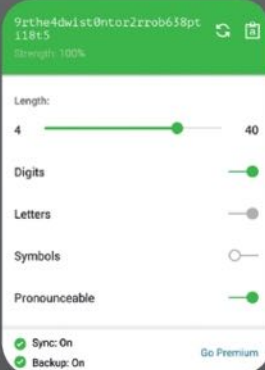 9rthe4dwist0ntor2rrob638pt
i18t5
Strength: 100%
Length:
4 40
Digits
Letters
Symbols
Pronounceable
Sync: On
Backup: On
Go Premium